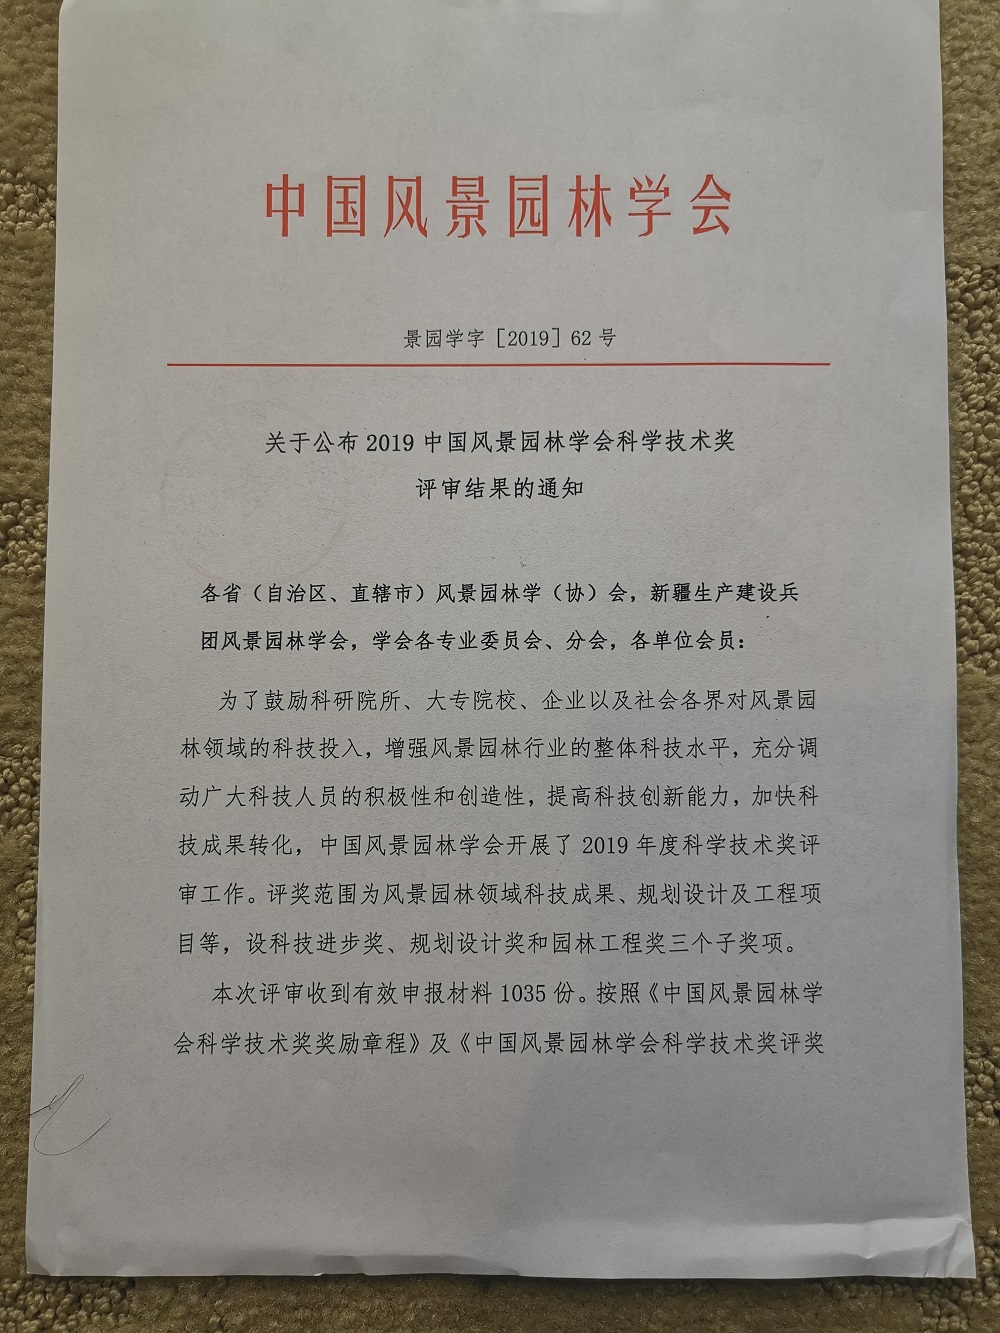 中国风景园林学会
景园学字［2019］62号
关于公布2019中国风景园林学会科学技术奖
评审结果的通知
各省（自治区、直辖市）风景园林学（协）会，新疆生产建设兵
团风景园林学会，学会各专业委员会、分会，各单位会员：
为了鼓励科研院所、大专院校、企业以及社会各界对风景园
林领域的科技投入，增强风景园林行业的整体科技水平，充分调
动广大科技人员的积极性和创造性，提高科技创新能力，加快科
技成果转化，中国风景园林学会开展了2019年度科学技术奖评
审工作。评奖范围为风景园林领域科技成果、规划设计及工程项
目等，设科技进步奖、规划设计奖和园林工程奖三个子奖项。
本次评审收到有效申报材料1035份。按照《中国风景园林学
会科学技术奖奖励章程》及《中国风景园林学会科学技术奖评奖